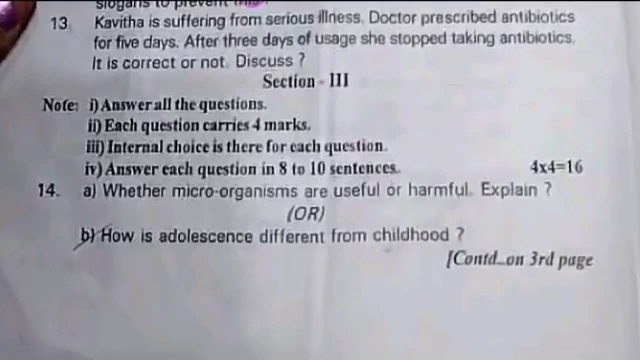 slogans to prevent this
13. Kavitha is suffering from serious illness. Doctor prescribed antibiotics
for five days. After three days of usage she stopped taking antibiotics.
It is correct or not. Discuss ?
Section - III
Note: i) Answer all the questions.
ii) Each question carries 4 marks.
iii) Internal choice is there for each question.
iv) Answer each question in 8 to 10 sentences. 4x4=16
14. a) Whether micro-organisms are useful or harmful. Explain ?
(OR)
b) How is adolescence different from childhood ?
[Contd...on 3rd page